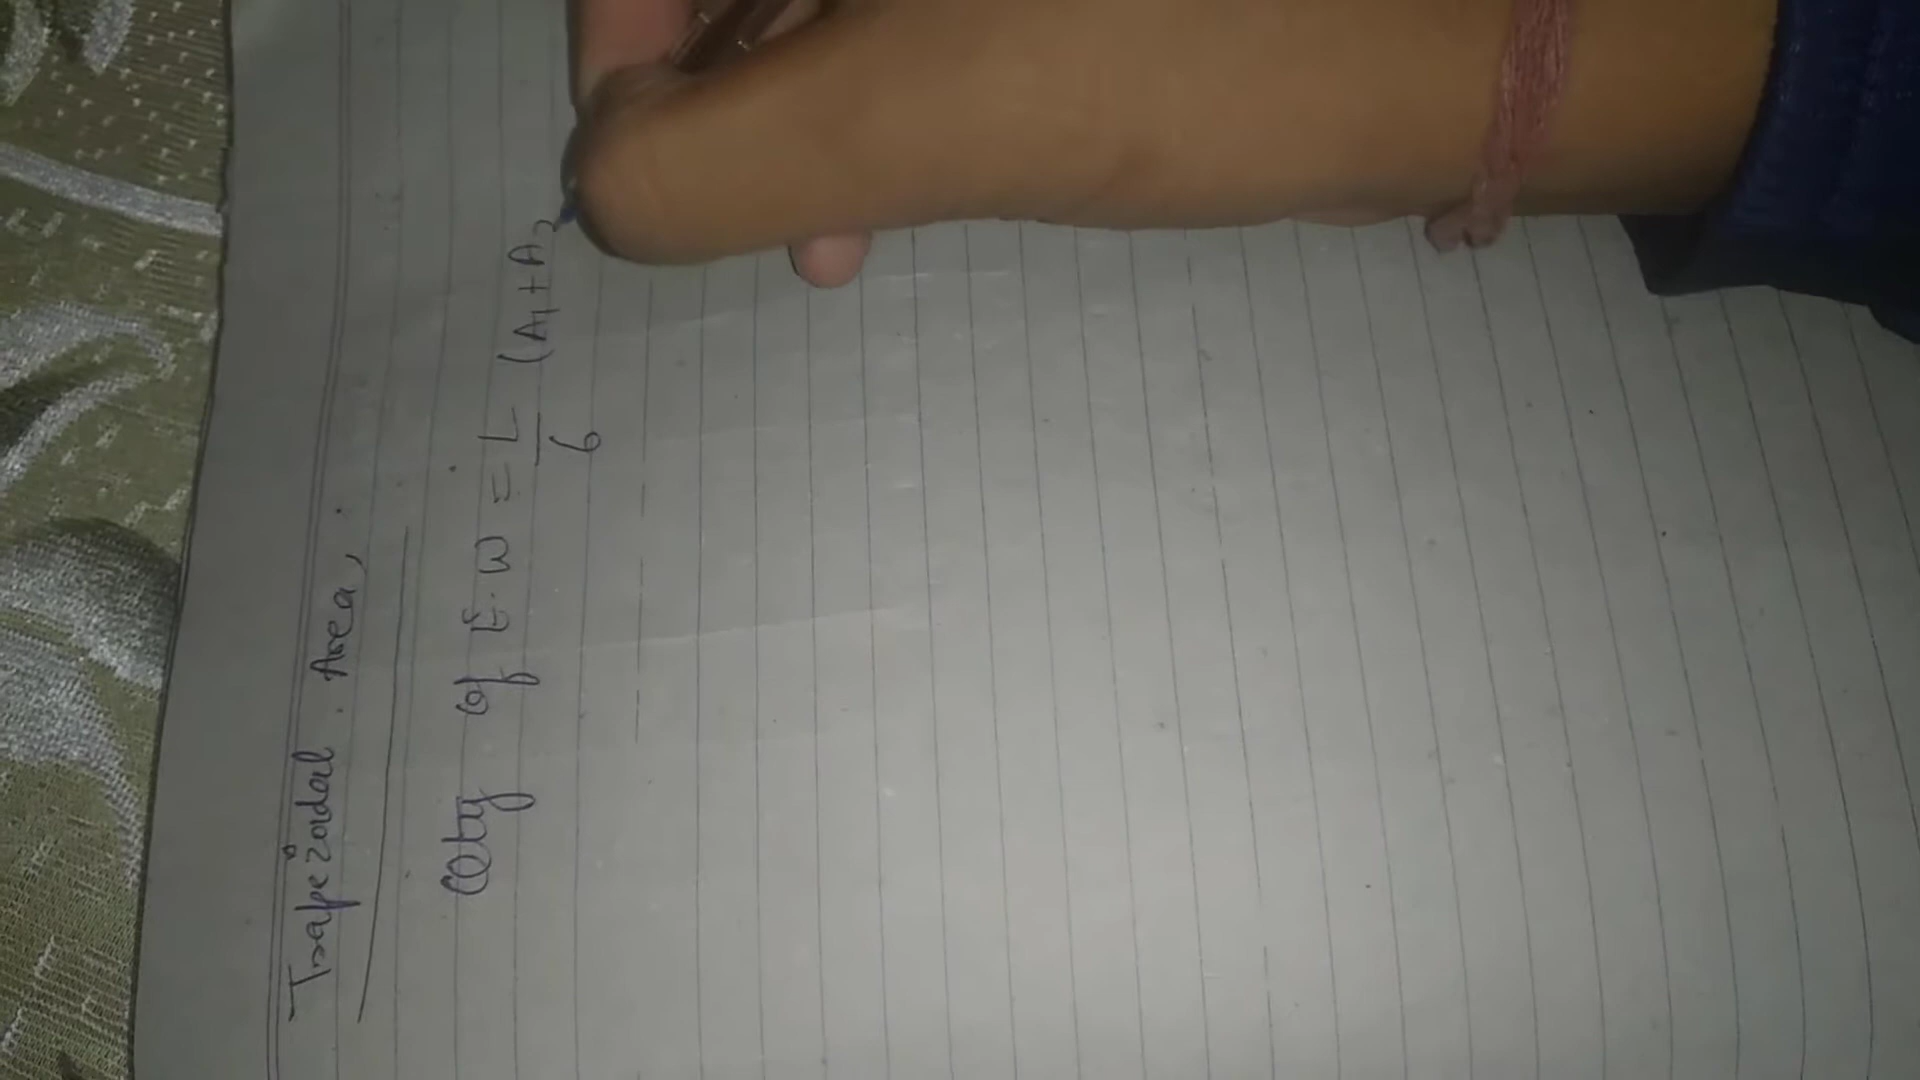 Trapezoidal Area,
Qty of E.W = L/6 (A1+A2